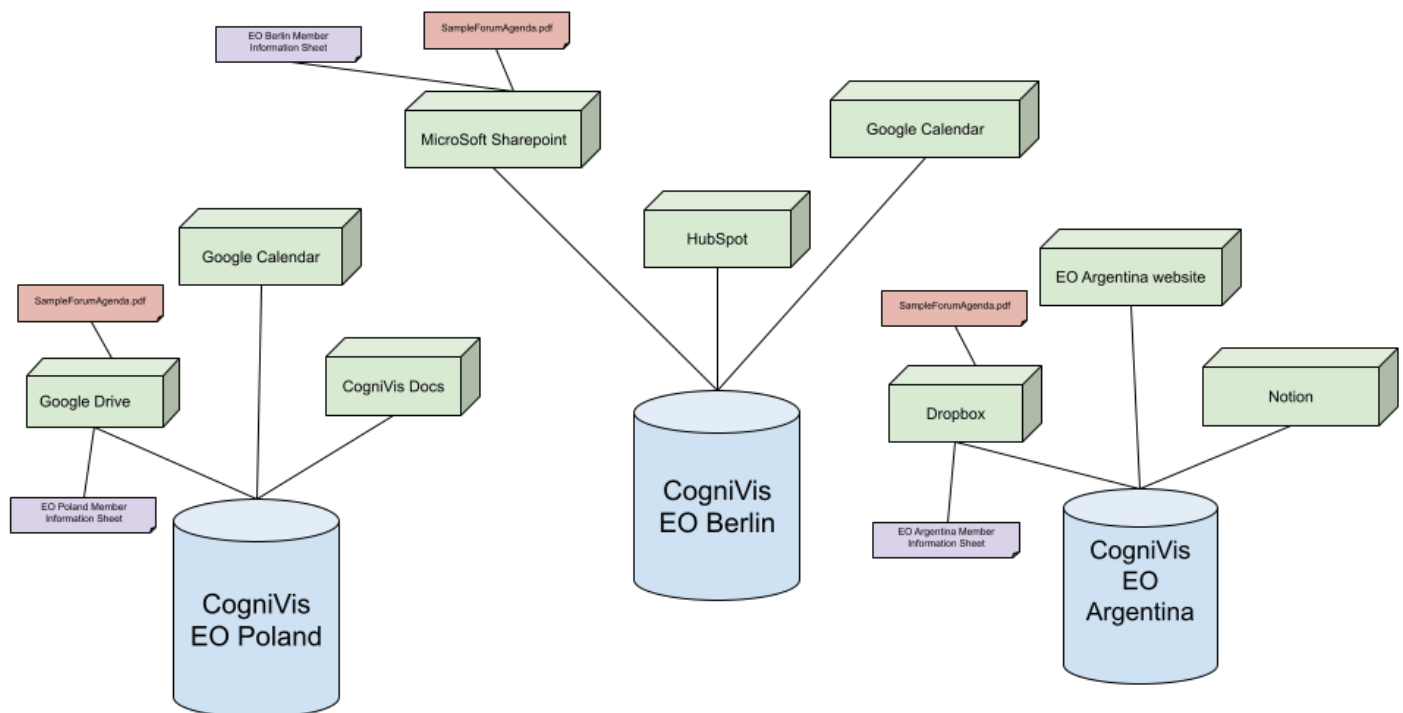 EO Berlin Member
Information Sheet
SampleForumAgenda.pdf
MicroSoft Sharepoint
Google Calendar
HubSpot
Google Calendar
EO Argentina website
SampleForumAgenda.pdf
SampleForumAgenda.pdf
Google Drive
CogniVis Docs
Dropbox
Notion
EO Poland Member
Information Sheet
CogniVis
EO Berlin
EO Argentina Member
Information Sheet
CogniVis
EO Poland
CogniVis
EO
Argentina